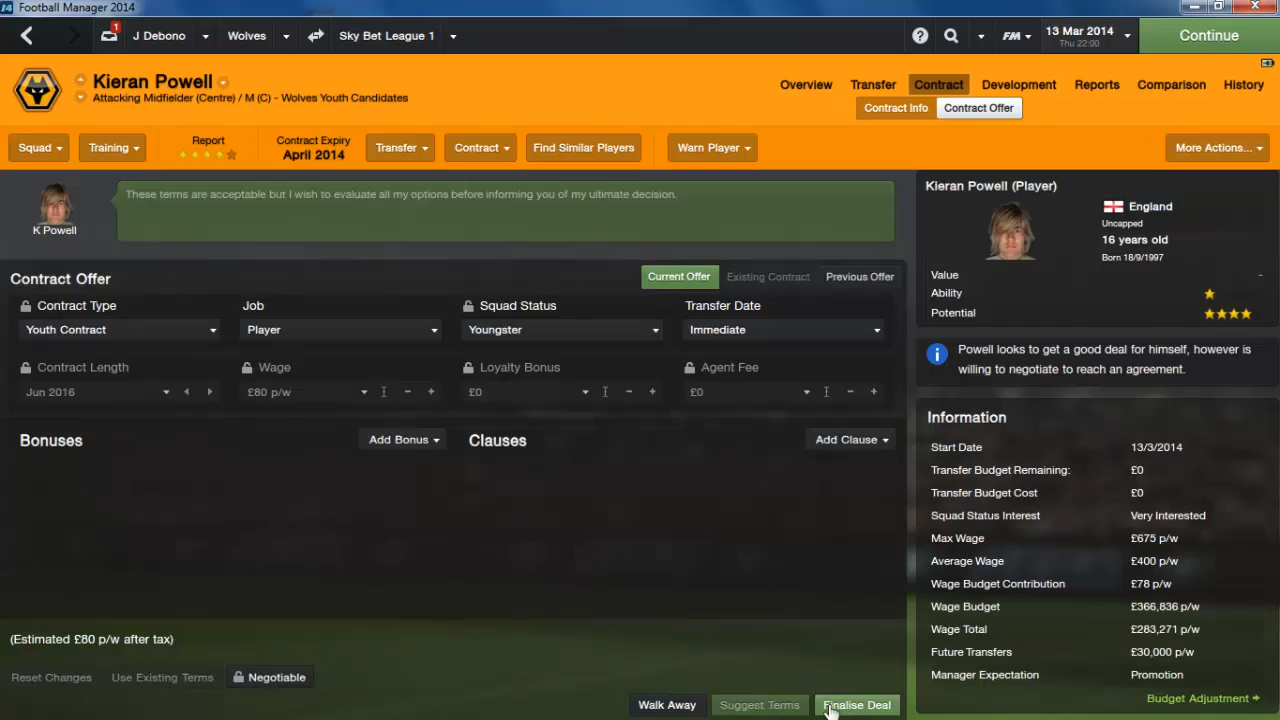 Football Manager 2014
1
J Debono
Wolves
Sky Bet League 1
FM
13 Mar 2014
Thu 22:00
Continue
Kieran Powell
Attacking Midfielder (Centre) / M (C) - Wolves Youth Candidates
Overview
Transfer
Contract
Development
Reports
Comparison
History
Contract Info
Contract Offer
Squad
Training
Report
Contract Expiry
April 2014
Transfer
Contract
Find Similar Players
Warn Player
More Actions...
K Powell
These terms are acceptable but I wish to evaluate all my options before informing you of my ultimate decision.
Contract Offer
Current Offer
Existing Contract
Previous Offer
Contract Type
Job
Squad Status
Transfer Date
Youth Contract
Player
Youngster
Immediate
Contract Length
Wage
Loyalty Bonus
Agent Fee
Jun 2016
£80 p/w
£0
£0
Bonuses
Add Bonus
Clauses
Add Clause
(Estimated £80 p/w after tax)
Reset Changes
Use Existing Terms
Negotiable
Walk Away
Suggest Terms
Finalise Deal
Kieran Powell (Player)
England
Uncapped
16 years old
Born 18/9/1997
Value -
Ability
Potential
Powell looks to get a good deal for himself, however is
willing to negotiate to reach an agreement.
Information
Start Date 13/3/2014
Transfer Budget Remaining: £0
Transfer Budget Cost £0
Squad Status Interest Very Interested
Max Wage £675 p/w
Average Wage £400 p/w
Wage Budget Contribution £78 p/w
Wage Budget £366,836 p/w
Wage Total £283,271 p/w
Future Transfers £30,000 p/w
Manager Expectation Promotion
Budget Adjustment